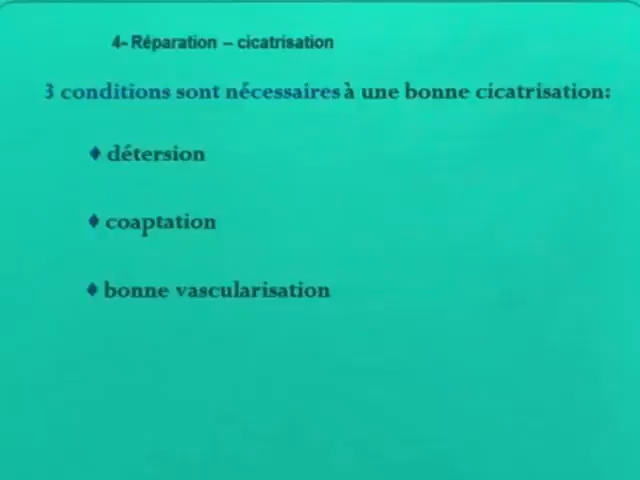 4- Réparation – cicatrisation
3 conditions sont nécessaires à une bonne cicatrisation:
♦ détersion
♦ coaptation
♦ bonne vascularisation